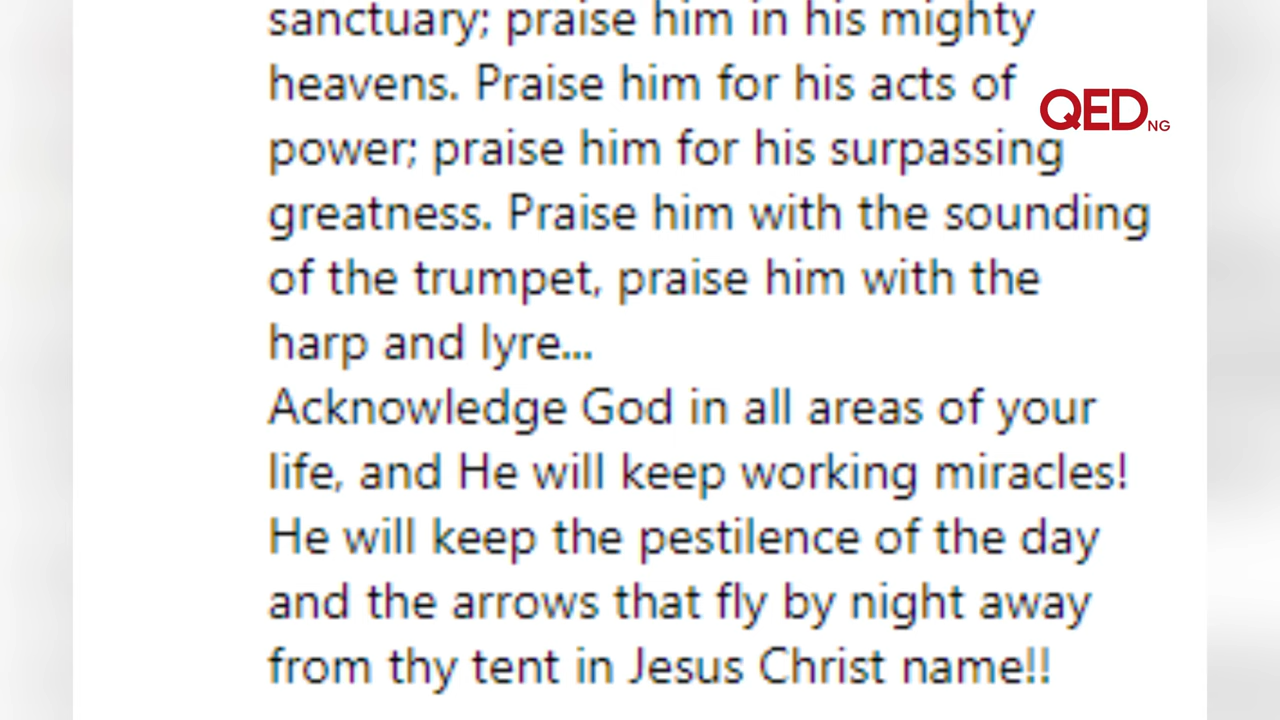 sanctuary; praise him in his mighty
heavens. Praise him for his acts of
QED NG
power; praise him for his surpassing
greatness. Praise him with the sounding
of the trumpet, praise him with the
harp and lyre...
Acknowledge God in all areas of your
life, and He will keep working miracles!
He will keep the pestilence of the day
and the arrows that fly by night away
from thy tent in Jesus Christ name!!